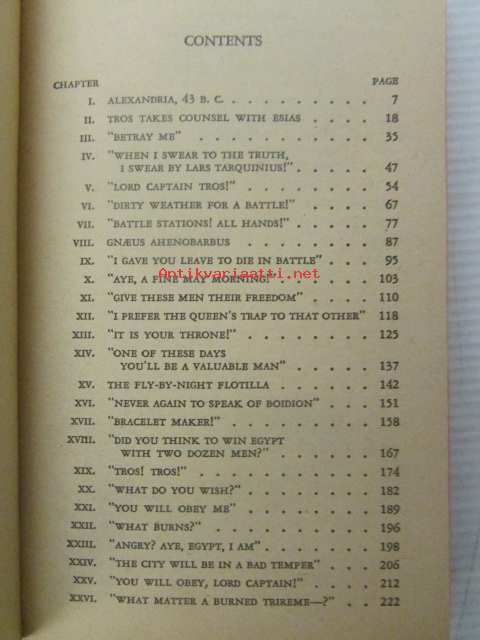 CONTENTS
CHAPTER PAGE
I. ALEXANDRIA, 43 B. C. . . . . . . . . . . 7
II. TROS TAKES COUNSEL WITH ESIAS . . . . . 18
III. "BETRAY ME" . . . . . . . . . . . . 35
IV. "WHEN I SWEAR TO THE TRUTH,
I SWEAR BY LARS TARQUINIUS!" . . . . . 47
V. "LORD CAPTAIN TROS!" . . . . . . . . . 54
VI. "DIRTY WEATHER FOR A BATTLE!" . . . . . 67
VII. "BATTLE STATIONS! ALL HANDS!" . . . . . 77
VIII. GNÆUS AHENOBARBUS . . . . . . . . . 87
IX. "I GAVE YOU LEAVE TO DIE IN BATTLE" . . . 95
X. "AYE, A FINE MAY MORNING!" . . . . . . 103
Antikvariaatti.net
XI. "GIVE THESE MEN THEIR FREEDOM" . . . . 110
XII. "I PREFER THE QUEEN'S TRAP TO THAT OTHER" 118
XIII. "IT IS YOUR THRONE!" . . . . . . . . . 125
XIV. "ONE OF THESE DAYS
YOU'LL BE A VALUABLE MAN" . . . . . . 137
XV. THE FLY-BY-NIGHT FLOTILLA . . . . . . 142
XVI. "NEVER AGAIN TO SPEAK OF BOIDION" . . . 151
XVII. "BRACELET MAKER!" . . . . . . . . . 158
XVIII. "DID YOU THINK TO WIN EGYPT
WITH TWO DOZEN MEN?" . . . . . . . 167
XIX. "TROS! TROS!" . . . . . . . . . . . 174
XX. "WHAT DO YOU WISH?" . . . . . . . . 182
XXI. "YOU WILL OBEY ME" . . . . . . . . 189
XXII. "WHAT BURNS?" . . . . . . . . . . 196
XXIII. "ANGRY? AYE, EGYPT, I AM" . . . . . . . 198
XXIV. "THE CITY WILL BE IN A BAD TEMPER" . . . 206
XXV. "YOU WILL OBEY, LORD CAPTAIN!" . . . . 212
XXVI. "WHAT MATTER A BURNED TRIREME—?" . . 222